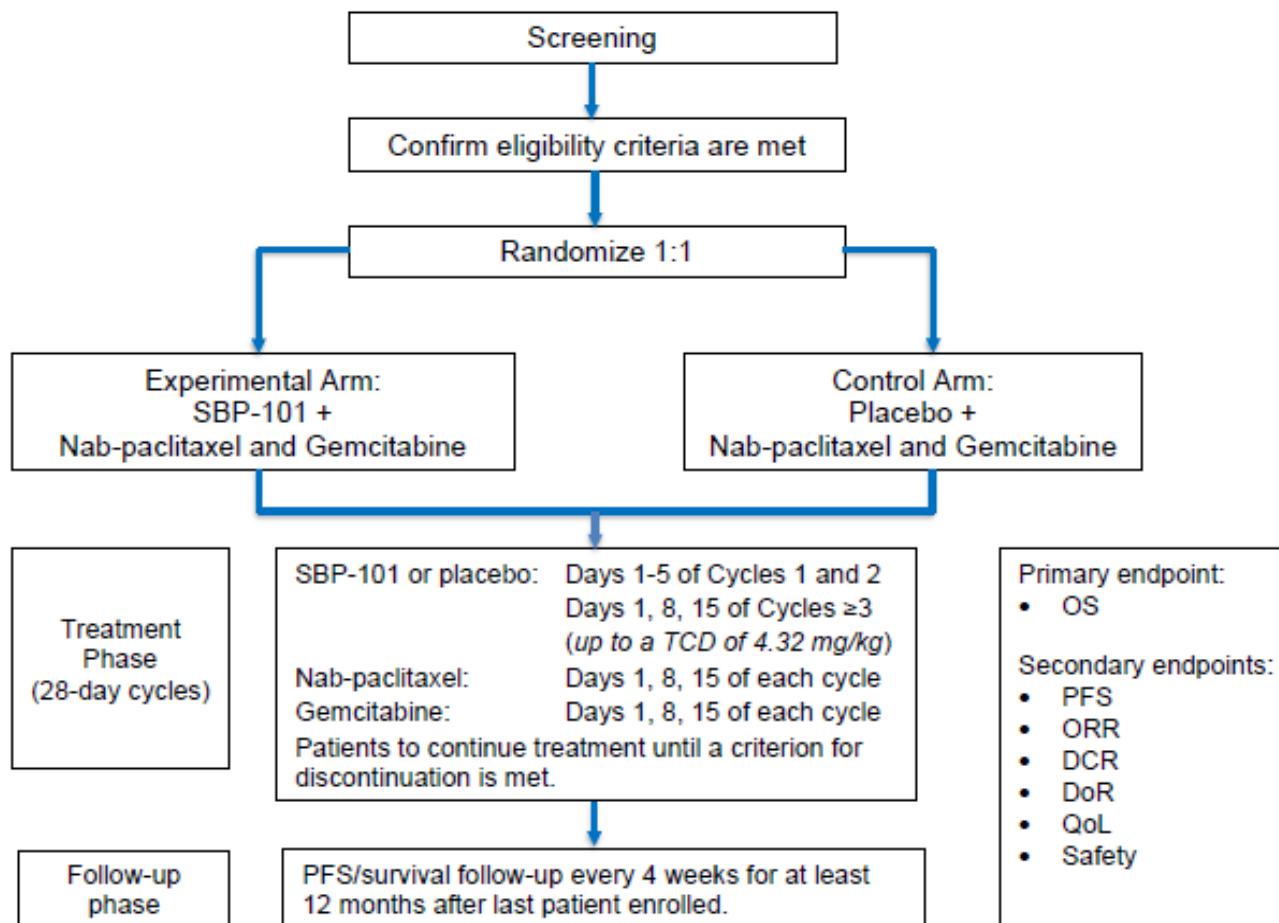 Screening
Confirm eligibility criteria are met
Randomize 1:1
Experimental Arm:
SBP-101 +
Nab-paclitaxel and Gemcitabine
Control Arm:
Placebo +
Nab-paclitaxel and Gemcitabine
Treatment
Phase
(28-day cycles)
SBP-101 or placebo: Days 1-5 of Cycles 1 and 2
Days 1, 8, 15 of Cycles ≥3
(up to a TCD of 4.32 mg/kg)
Nab-paclitaxel: Days 1, 8, 15 of each cycle
Gemcitabine: Days 1, 8, 15 of each cycle
Patients to continue treatment until a criterion for
discontinuation is met.
Primary endpoint:
• OS
Secondary endpoints:
• PFS
• ORR
• DCR
• DoR
• QoL
• Safety
Follow-up
phase
PFS/survival follow-up every 4 weeks for at least
12 months after last patient enrolled.